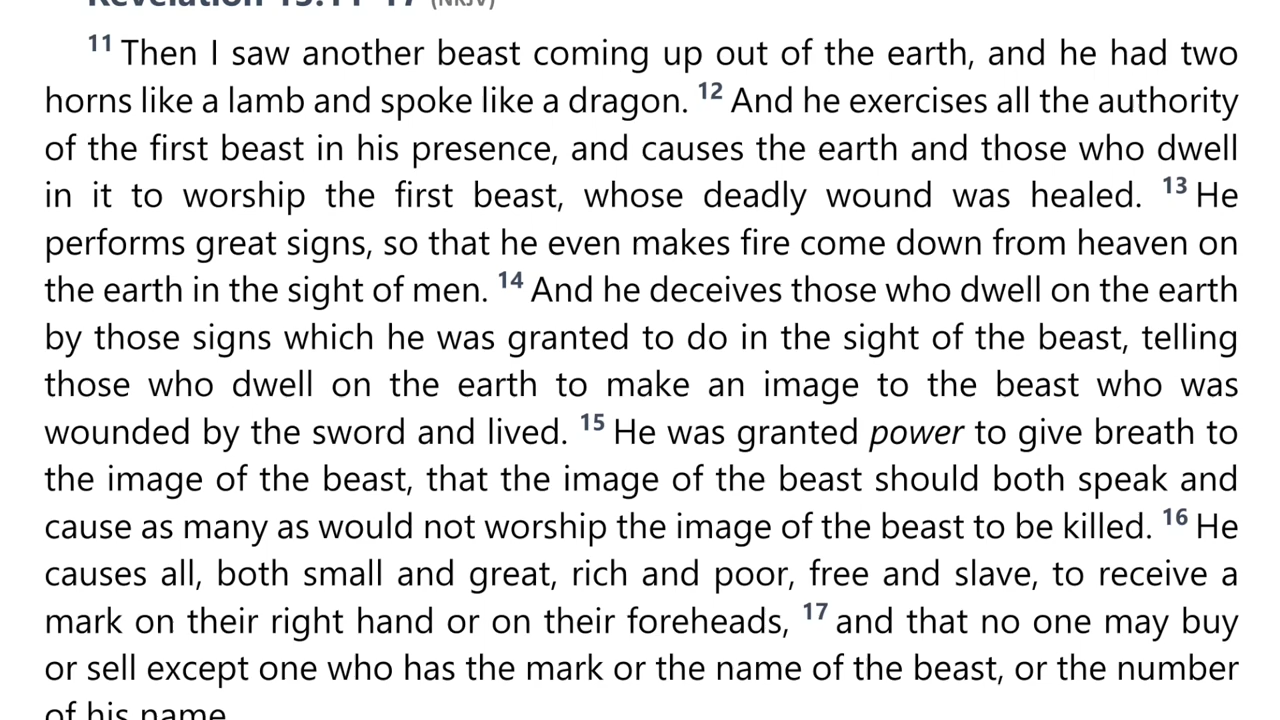 Revelation 13:11–17 (NKJV)
11 Then I saw another beast coming up out of the earth, and he had two
horns like a lamb and spoke like a dragon. 12 And he exercises all the authority
of the first beast in his presence, and causes the earth and those who dwell
in it to worship the first beast, whose deadly wound was healed. 13 He
performs great signs, so that he even makes fire come down from heaven on
the earth in the sight of men. 14 And he deceives those who dwell on the earth
by those signs which he was granted to do in the sight of the beast, telling
those who dwell on the earth to make an image to the beast who was
wounded by the sword and lived. 15 He was granted power to give breath to
the image of the beast, that the image of the beast should both speak and
cause as many as would not worship the image of the beast to be killed. 16 He
causes all, both small and great, rich and poor, free and slave, to receive a
mark on their right hand or on their foreheads, 17 and that no one may buy
or sell except one who has the mark or the name of the beast, or the number
of his name